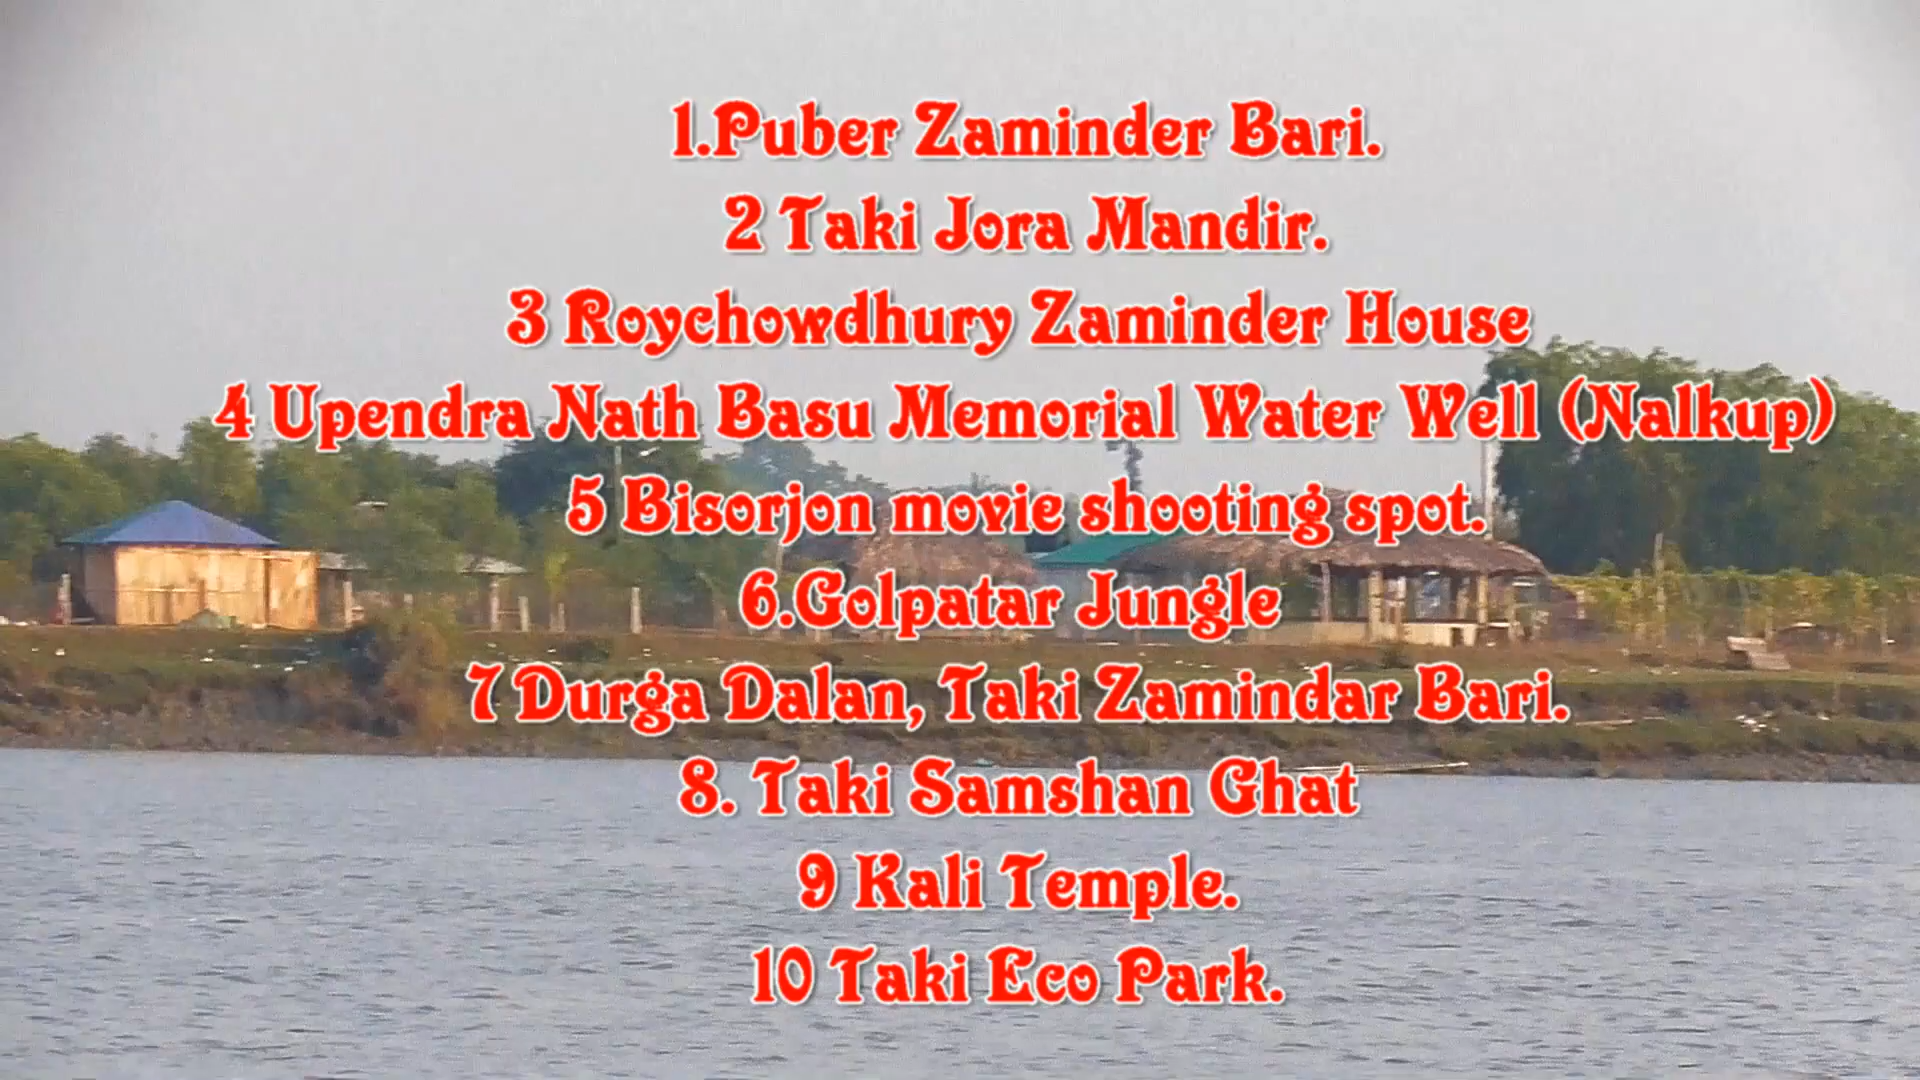 1.Puber Zaminder Bari.
2 Taki Jora Mandir.
3 Roychowdhury Zaminder House
4 Upendra Nath Basu Memorial Water Well (Nalkup)
5 Bisorjon movie shooting spot.
6.Golpatar Jungle
7 Durga Dalan, Taki Zamindar Bari.
8. Taki Samshan Ghat
9 Kali Temple.
10 Taki Eco Park.